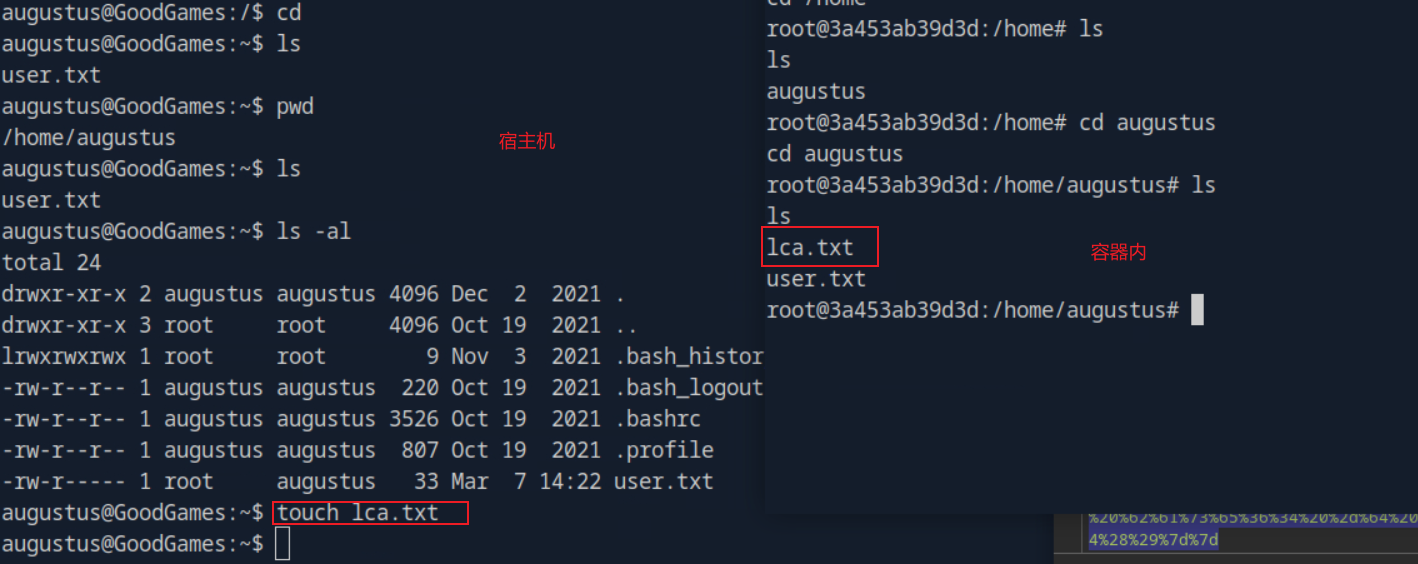 augustus@GoodGames:/$ cd
augustus@GoodGames:~$ ls
user.txt
augustus@GoodGames:~$ pwd
/home/augustus
augustus@GoodGames:~$ ls
user.txt
augustus@GoodGames:~$ ls -al
total 24
drwxr-xr-x 2 augustus augustus 4096 Dec  2  2021 .
drwxr-xr-x 3 root     root     4096 Oct 19  2021 ..
lrwxrwxrwx 1 root     root        9 Nov  3  2021 .bash_histor
-rw-r--r-- 1 augustus augustus  220 Oct 19  2021 .bash_logout
-rw-r--r-- 1 augustus augustus 3526 Oct 19  2021 .bashrc
-rw-r--r-- 1 augustus augustus  807 Oct 19  2021 .profile
-rw-r----- 1 root     augustus   33 Mar  7 14:22 user.txt
augustus@GoodGames:~$ touch lca.txt
augustus@GoodGames:~$
宿主机
cd /home
root@3a453ab39d3d:/home# ls
ls
augustus
root@3a453ab39d3d:/home# cd augustus
cd augustus
root@3a453ab39d3d:/home/augustus# ls
ls
lca.txt
user.txt
root@3a453ab39d3d:/home/augustus#
容器内
%20%62%61%73%65%36%34%20%2d%64%20
4%28%29%7d%7d